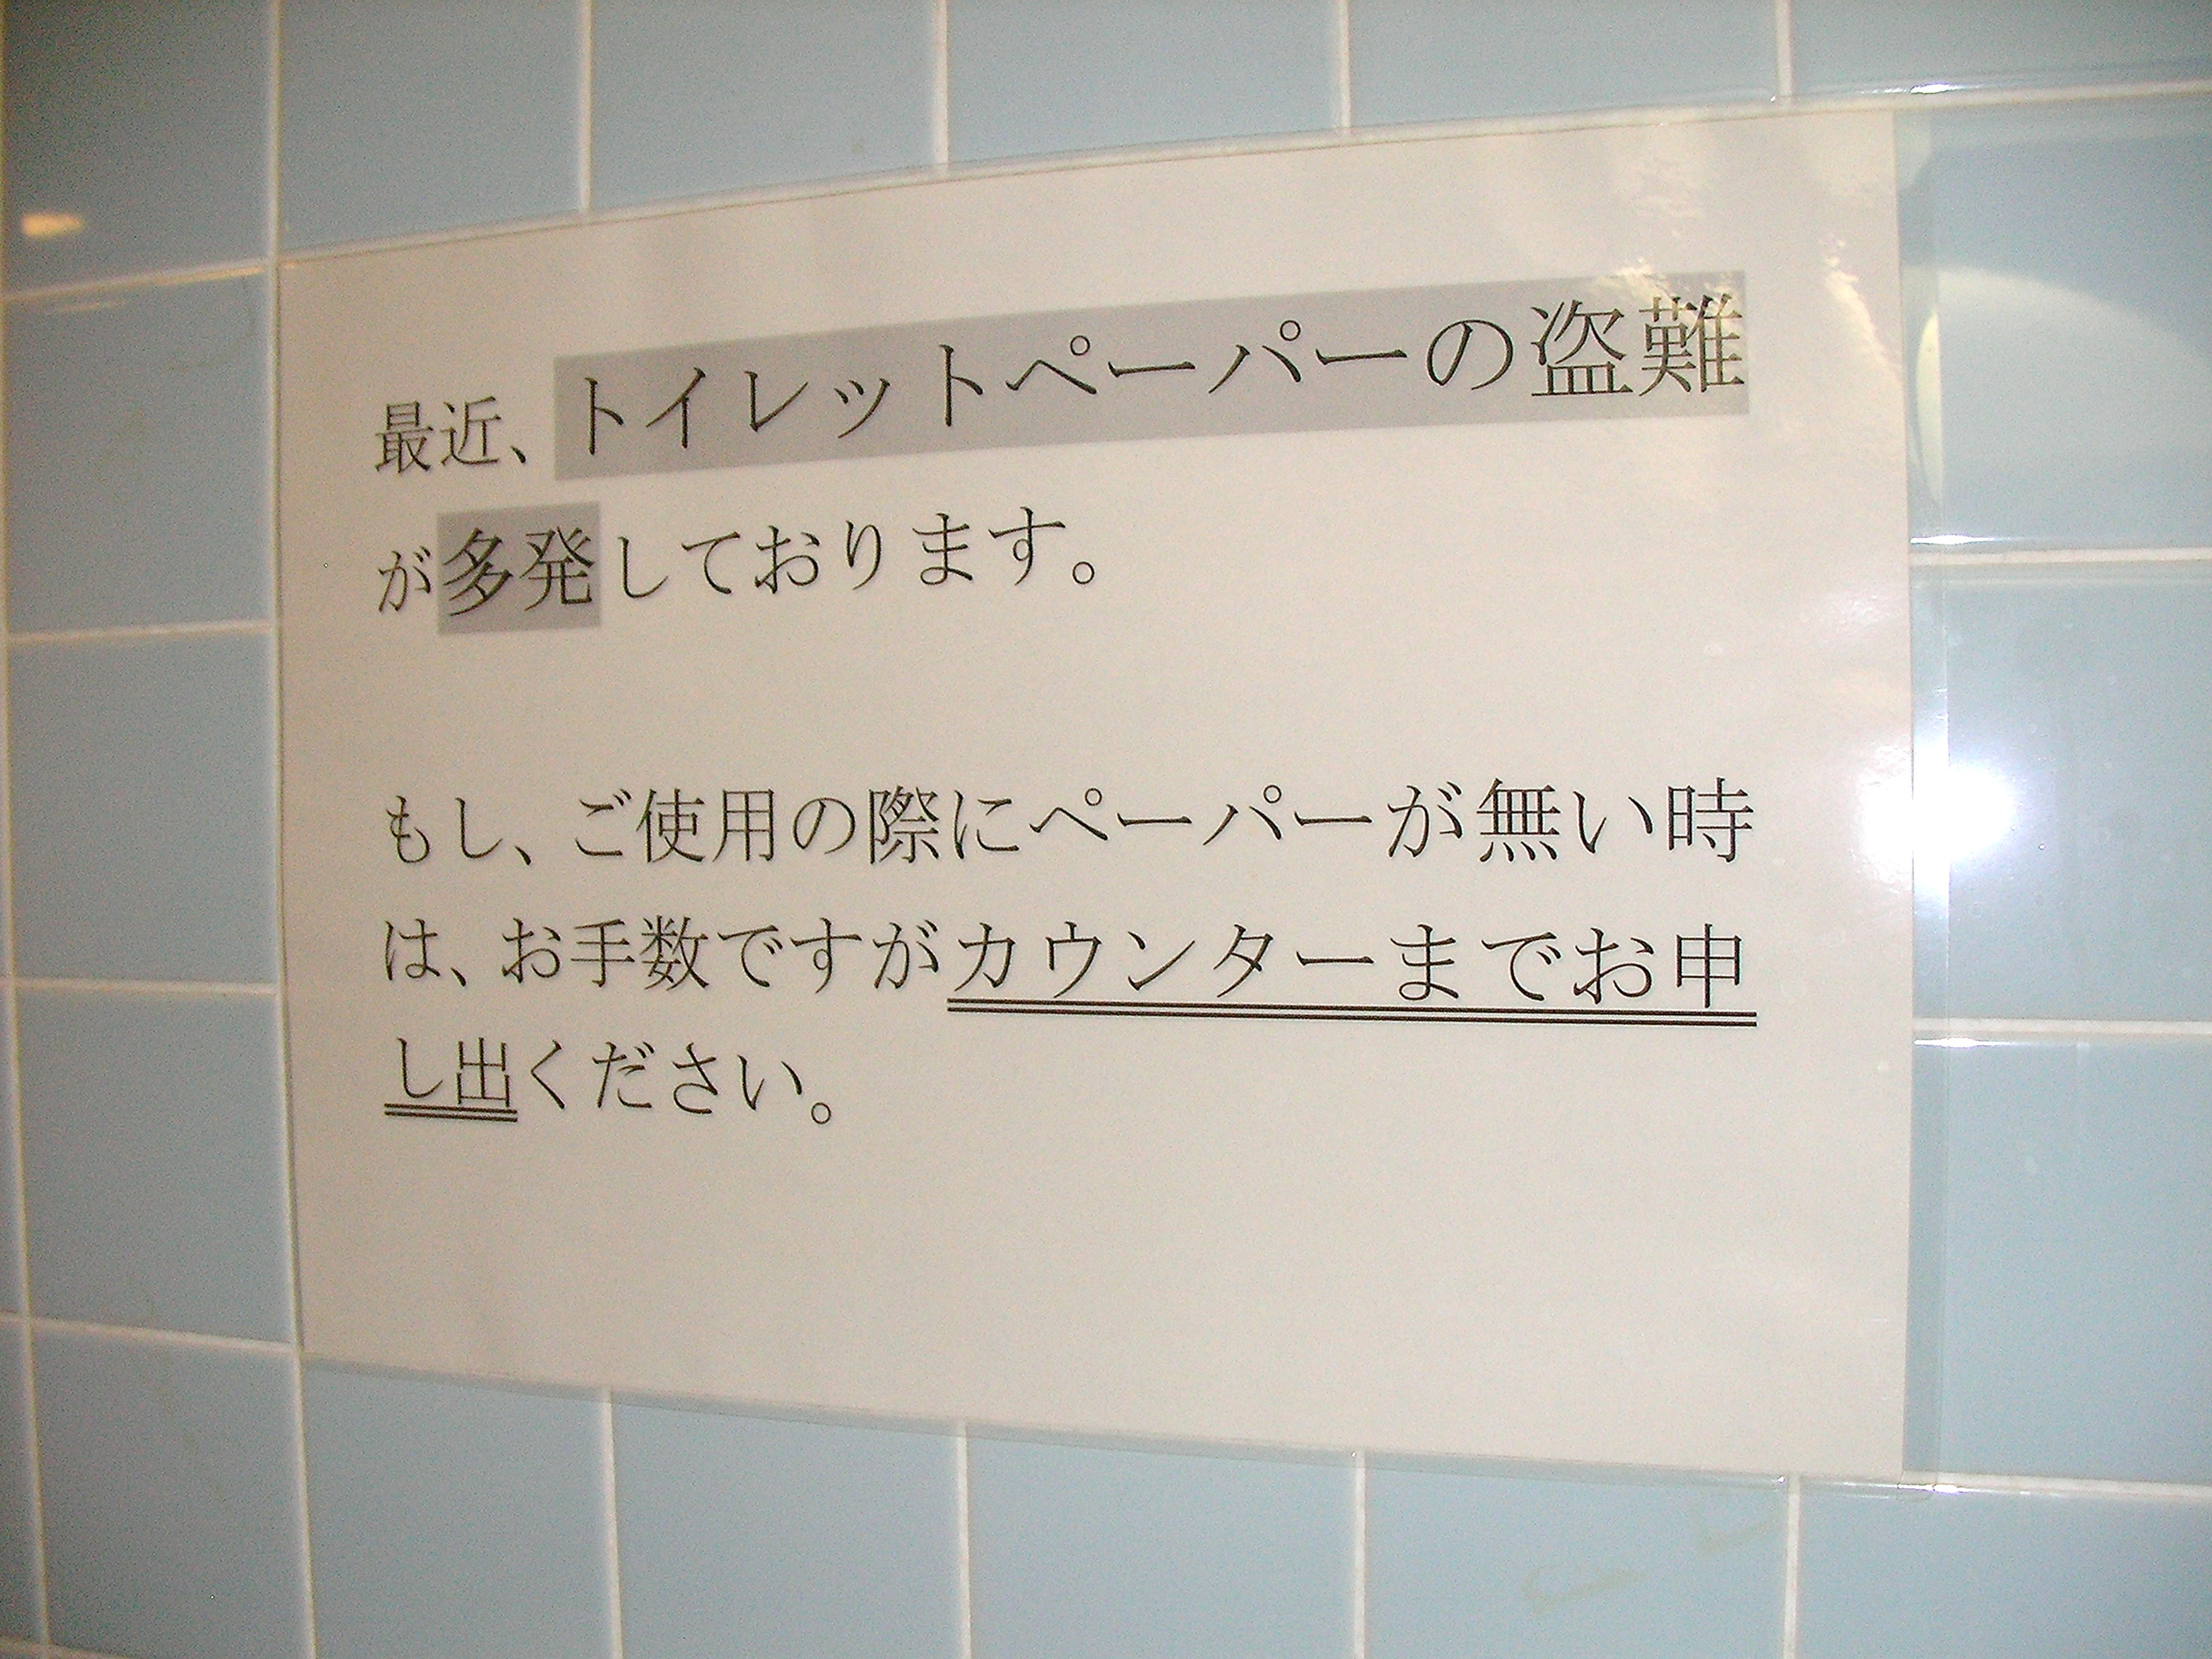 最近、トイレットペーパーの盗難
が多発しております。
もし、ご使用の際にペーパーが無い時
は、お手数ですがカウンターまでお申
し出ください。